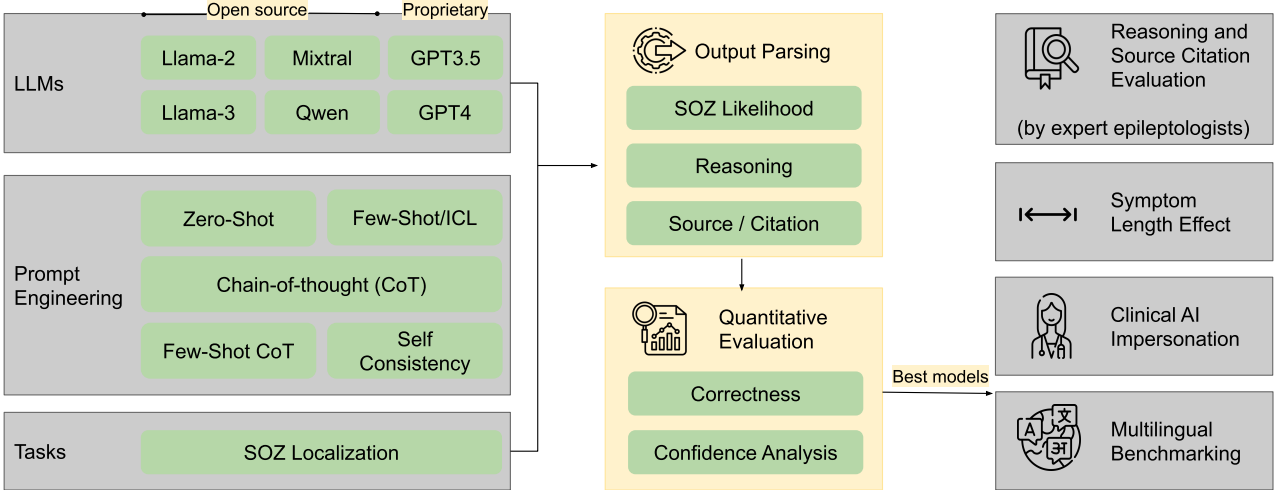 Open source
Proprietary
LLMs
Llama-2
Mixtral
GPT3.5
Llama-3
Qwen
GPT4
Prompt
Engineering
Zero-Shot
Few-Shot/ICL
Chain-of-thought (CoT)
Few-Shot CoT
Self
Consistency
Tasks
SOZ Localization
Output Parsing
SOZ Likelihood
Reasoning
Source / Citation
Quantitative
Evaluation
Correctness
Confidence Analysis
Best models
Reasoning and
Source Citation
Evaluation
(by expert epileptologists)
Symptom
Length Effect
Clinical AI
Impersonation
A
文
अ
Multilingual
Benchmarking